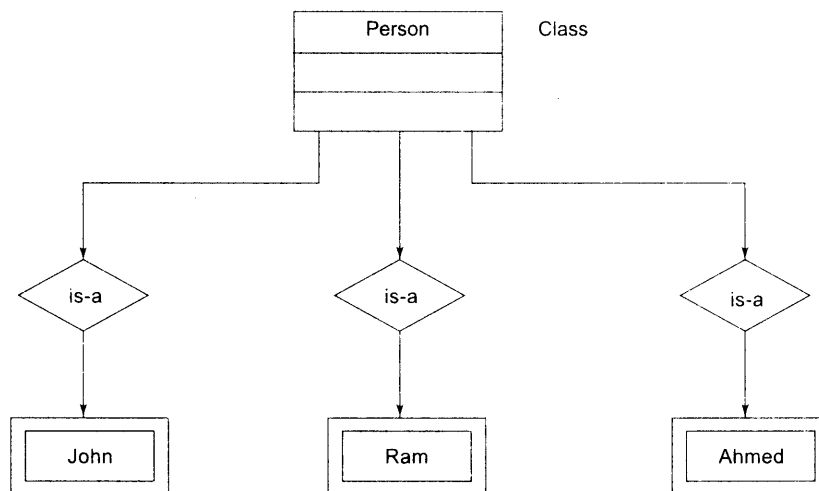 Person
Class
is-a
is-a
is-a
John
Ram
Ahmed